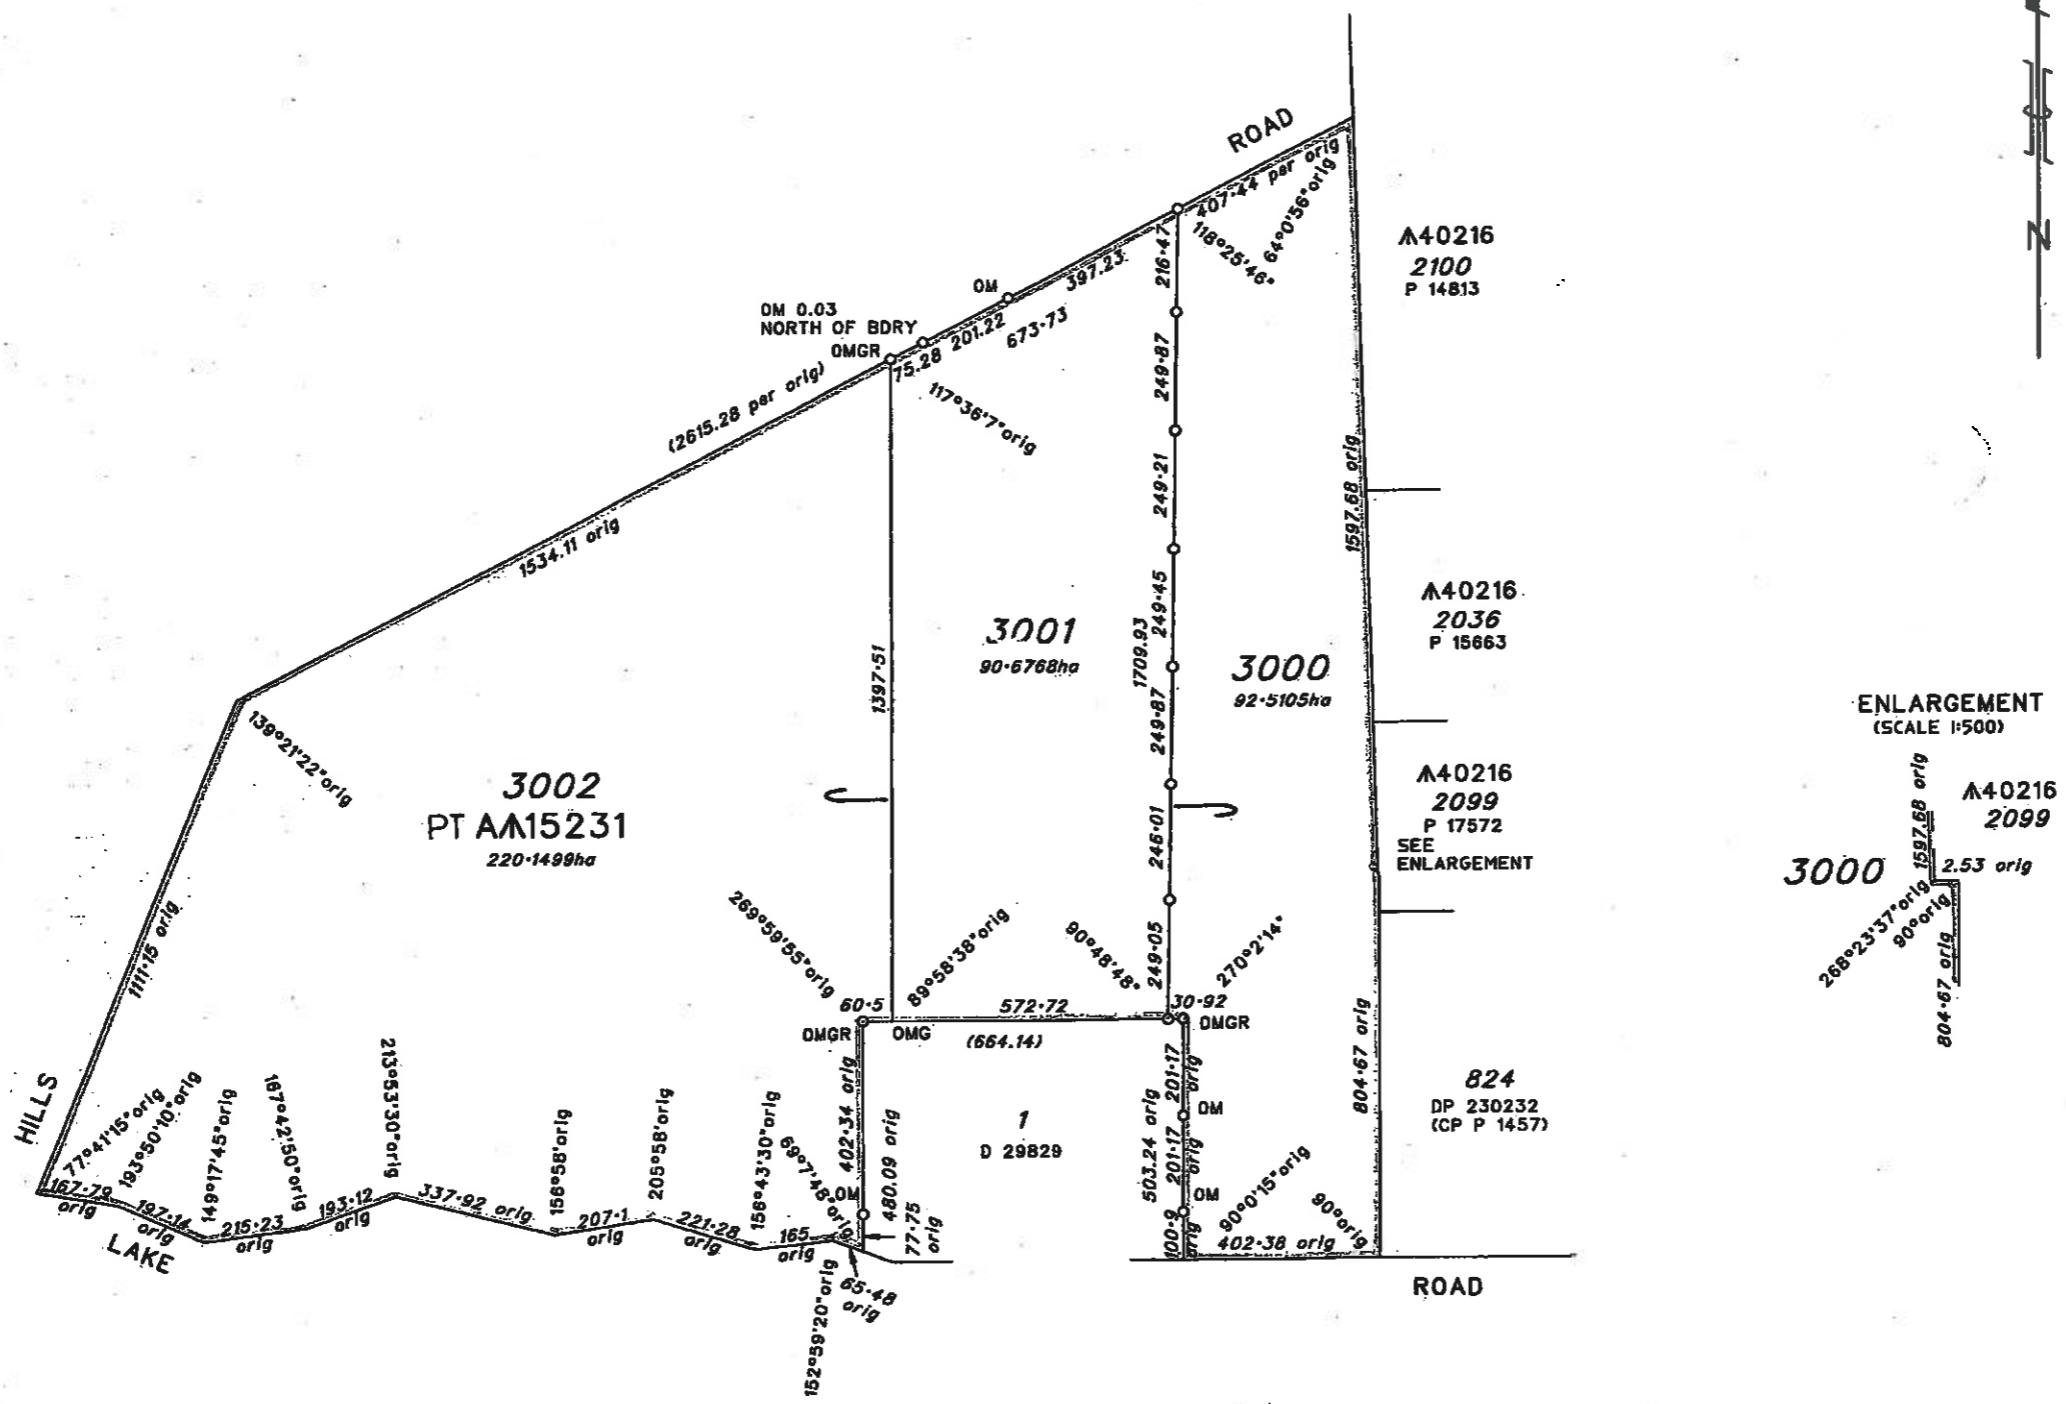 ROAD
407·44 per orig
64°0'56"orig
118°25'46"
216·47
397.23
OM
OM 0.03
NORTH OF BDRY
OMGR
75.28
201.22
673·73
(2615.28 per orig)
117°36'7"orig
249·87
249·21
1597.68 orig
40216
2100
P 14813
1534.11 orig
249·45
1709.93
3001
90·6768ha
1397·51
3000
92·5105ha
40216
2036
P 15663
139°21'22"orig
3002
PT A 15231
220·1499ha
249·87
246·01
40216
2099
P 17572
SEE
ENLARGEMENT
ENLARGEMENT
(SCALE 1:500)
1597.68 orig
40216
2099
3000
2.53 orig
268°23'37"orig
90°orig
804·67 orig
1111·15 orig
269°59'55"orig
89°58'38"orig
90°48'48"
249·05
270°2'14"
60·5
572·72
30·92
OMGR
OMG
(664.14)
OMGR
402·34 orig
480.09 orig
OM
77·75
orig
1
D 29829
503.24 orig
201·17
orig
OM
201·17
orig
OM
100·9
orig
804·67 orig
824
DP 230232
(CP P 1457)
90°0'15"orig
90°orig
402·38 orig
ROAD
HILLS
77°41'15"orig
193°50'10"orig
149°17'45"orig
167°42'50"orig
213°53'30"orig
156°58'orig
205°58'orig
156°43'30"orig
69°7'48"orig
167·79
orig
197·14
orig
215·23
orig
193·12
orig
337·92 orig
207·1
orig
221·28
orig
165
orig
65·48
orig
152°59'20"orig
LAKE
N